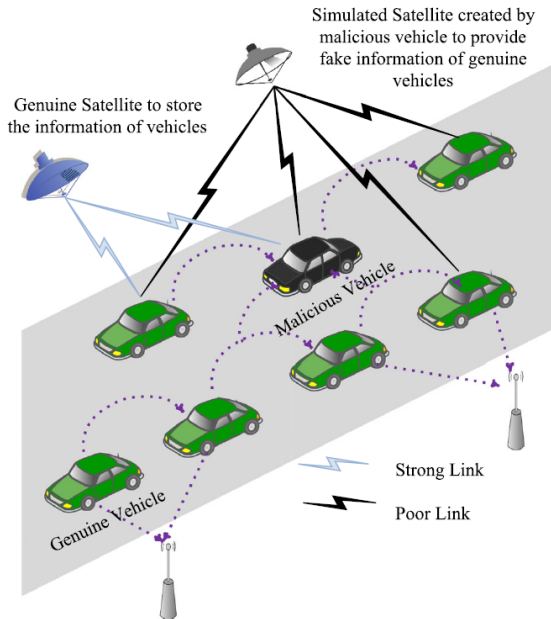 Simulated Satellite created by
malicious vehicle to provide
fake information of genuine
vehicles
Genuine Satellite to store
the information of vehicles
Malicious Vehicle
Genuine Vehicle
Strong Link
Poor Link